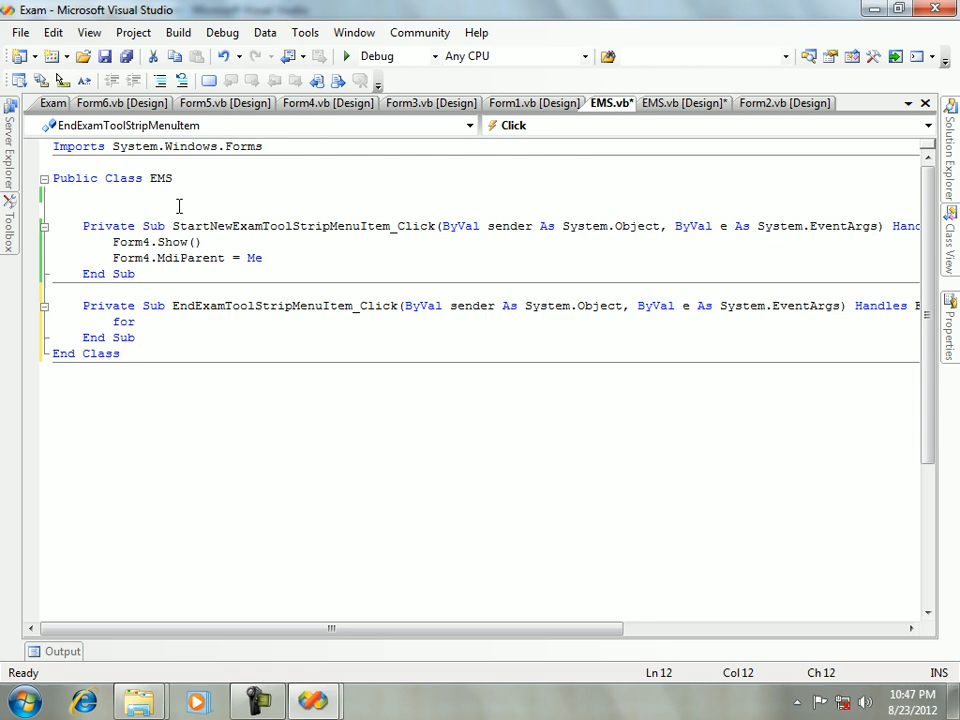 Exam - Microsoft Visual Studio
File Edit View Project Build Debug Data Tools Window Community Help
Debug Any CPU
Exam Form6.vb [Design] Form5.vb [Design] Form4.vb [Design] Form3.vb [Design] Form1.vb [Design] EMS.vb* EMS.vb [Design]* Form2.vb [Design]
EndExamToolStripMenuItem Click
Imports System.Windows.Forms
Public Class EMS
Private Sub StartNewExamToolStripMenuItem_Click(ByVal sender As System.Object, ByVal e As System.EventArgs) Hand
Form4.Show()
Form4.MdiParent = Me
End Sub
Private Sub EndExamToolStripMenuItem_Click(ByVal sender As System.Object, ByVal e As System.EventArgs) Handles E
for
End Sub
End Class
Server Explorer
Toolbox
Solution Explorer
Class View
Properties
Output
Ready Ln 12 Col 12 Ch 12 INS
10:47 PM
8/23/2012